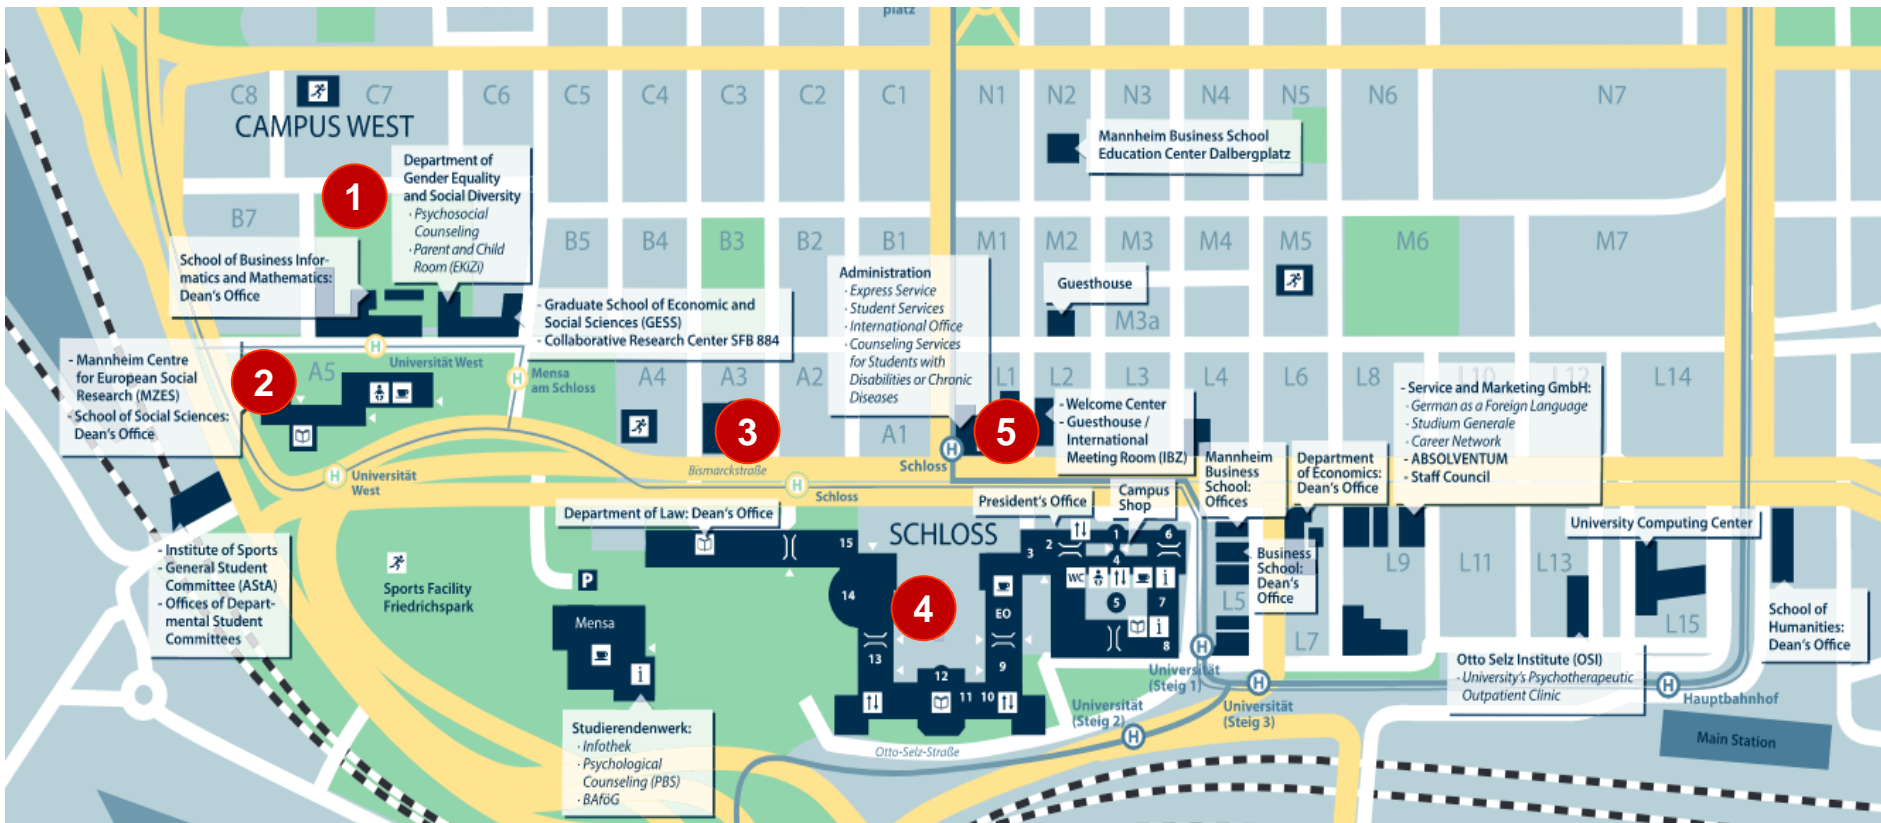 platz
C8
C7
C6
C5
C4
C3
C2
C1
N1
N2
N3
N4
N5
N6
N7
CAMPUS WEST
Mannheim Business School
Education Center Dalbergplatz
1
Department of
Gender Equality
and Social Diversity
· Psychosocial
Counseling
· Parent and Child
Room (EKiZi)
B7
B5
B4
B3
B2
B1
M1
M2
M3
M4
M5
M6
M7
School of Business Infor-
matics and Mathematics:
Dean's Office
Administration
· Express Service
· Student Services
· International Office
· Counseling Services
for Students with
Disabilities or Chronic
Diseases
Guesthouse
M3a
- Graduate School of Economic and
Social Sciences (GESS)
- Collaborative Research Center SFB 884
H
Universität West
- Mannheim Centre
for European Social
Research (MZES)
- School of Social Sciences:
Dean's Office
2
A5
H
Mensa
am Schloss
A4
A3
A2
A1
L1
L2
L3
L4
L6
L8
L10
L12
L14
3
5
- Welcome Center
- Guesthouse /
International
Meeting Room (IBZ)
- Service and Marketing GmbH:
· German as a Foreign Language
· Studium Generale
· Career Network
- ABSOLVENTUM
- Staff Council
H
Schloss
Bismarckstraße
H
Universität
West
H
Schloss
Mannheim
Business
School:
Offices
Department
of Economics:
Dean's Office
Department of Law: Dean's Office
SCHLOSS
President's Office
Campus
Shop
University Computing Center
- Institute of Sports
- General Student
Committee (AStA)
- Offices of Depart-
mental Student
Committees
Sports Facility
Friedrichspark
P
15
14
13
12
11
10
9
EO
3
2
1
6
4
WC
i
5
7
i
8
4
Business
School:
Dean's
Office
L5
L7
L9
L11
L13
L15
School of
Humanities:
Dean's Office
Mensa
i
Otto Selz Institute (OSI)
· University's Psychotherapeutic
Outpatient Clinic
H
Universität
(Steig 1)
H
Universität
(Steig 2)
H
Universität
(Steig 3)
H
Hauptbahnhof
Main Station
Studierendenwerk:
· Infothek
· Psychological
Counseling (PBS)
· BAföG
Otto-Selz-Straße